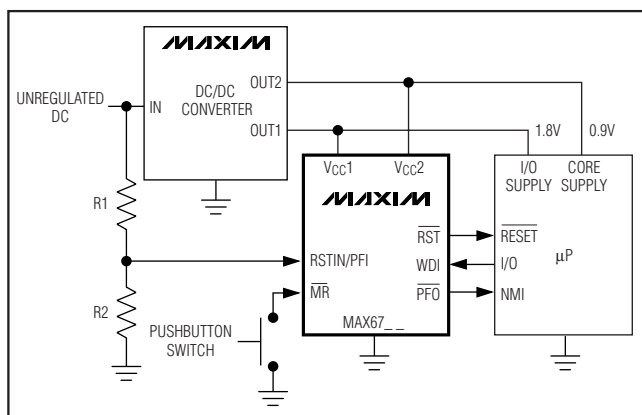 MAXIM
UNREGULATED
DC
IN
DC/DC
CONVERTER
OUT2
OUT1
1.8V
0.9V
R1
R2
VCC1
VCC2
MAXIM
RSTIN/PFI
MR
RST
WDI
PFO
MAX67_ _
I/O
SUPPLY
CORE
SUPPLY
RESET
I/O
NMI
µP
PUSHBUTTON
SWITCH